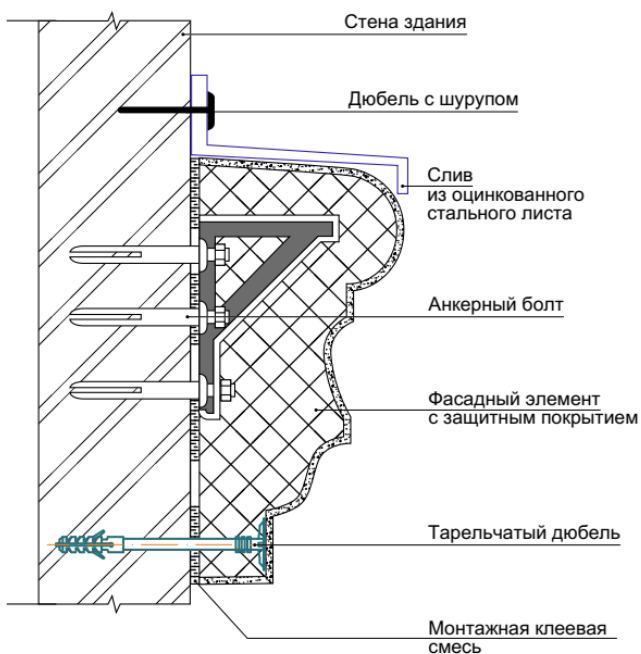 Стена здания
Дюбель с шурупом
Слив
из оцинкованного
стального листа
Анкерный болт
Фасадный элемент
с защитным покрытием
Тарельчатый дюбель
Монтажная клеевая
смесь